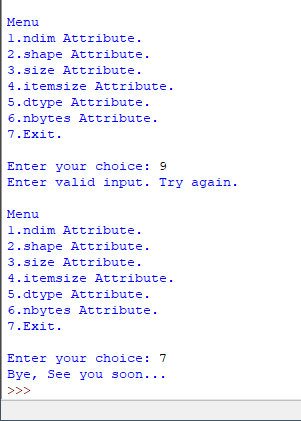 Menu
1.ndim Attribute.
2.shape Attribute.
3.size Attribute.
4.itemsize Attribute.
5.dtype Attribute.
6.nbytes Attribute.
7.Exit.
Enter your choice: 9
Enter valid input. Try again.
Menu
1.ndim Attribute.
2.shape Attribute.
3.size Attribute.
4.itemsize Attribute.
5.dtype Attribute.
6.nbytes Attribute.
7.Exit.
Enter your choice: 7
Bye, See you soon...
>>>